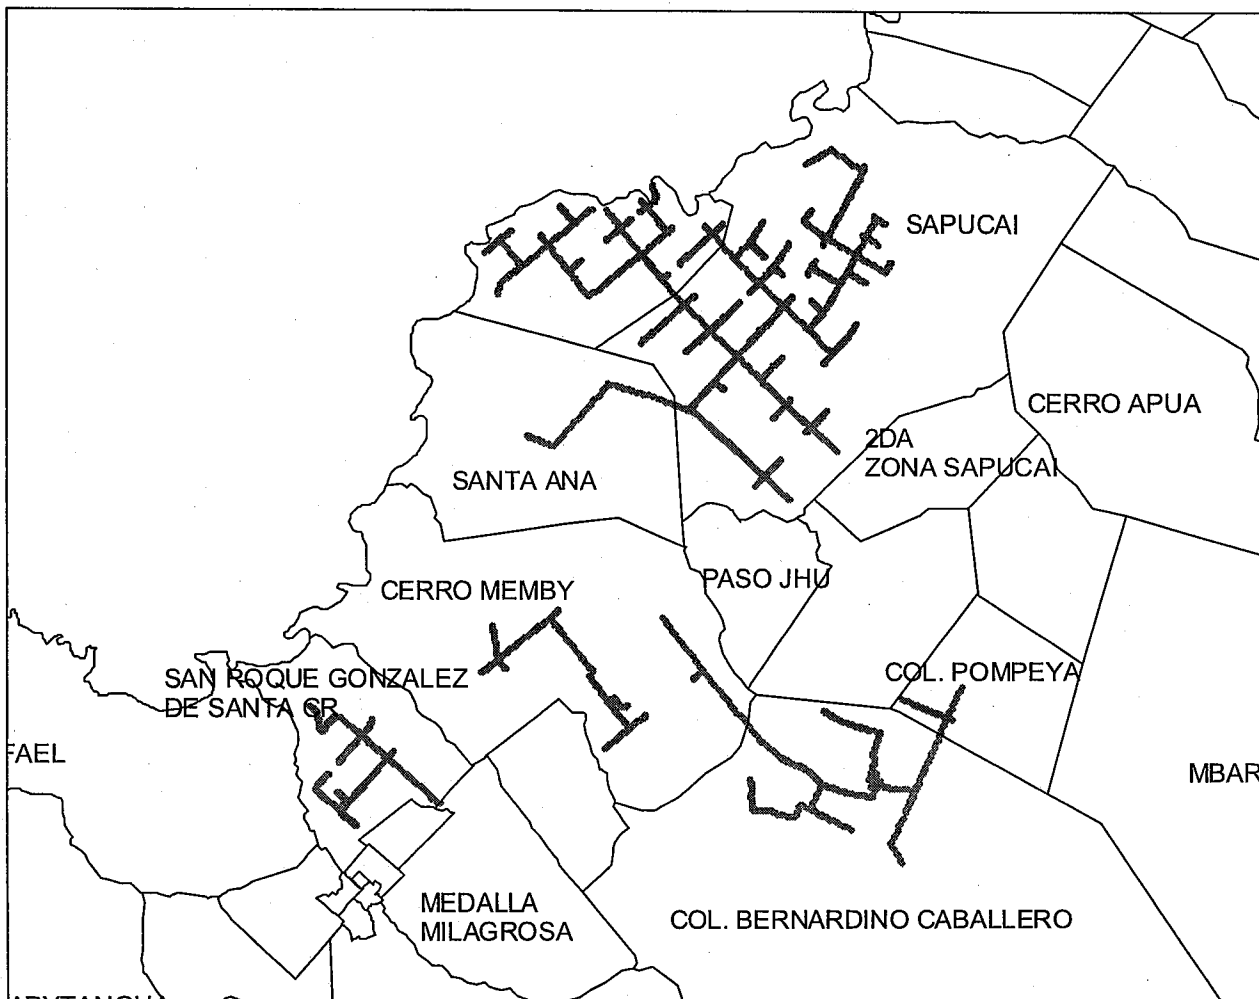 SAPUCAI
CERRO APUA
2DA
ZONA SAPUCAI
SANTA ANA
PASO JHU
CERRO MEMBY
SAN ROQUE GONZALEZ
DE SANTA CR
COL. POMPEYA
FAEL
MBAR
MEDALLA
MILAGROSA
COL. BERNARDINO CABALLERO